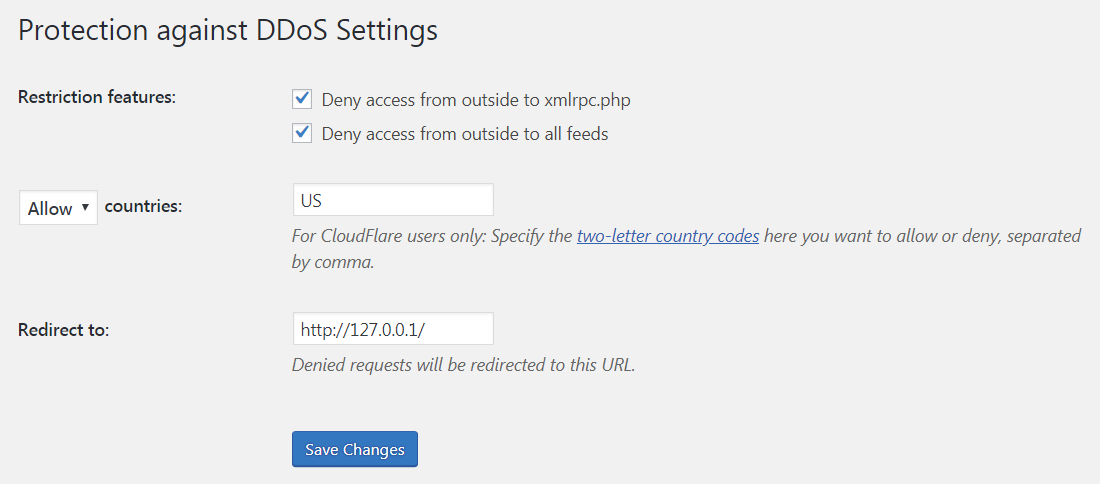 Protection against DDoS Settings
Restriction features:
Deny access from outside to xmlrpc.php
Deny access from outside to all feeds
Allow countries:
US
For CloudFlare users only: Specify the two-letter country codes here you want to allow or deny, separated
by comma.
Redirect to:
http://127.0.0.1/
Denied requests will be redirected to this URL.
Save Changes